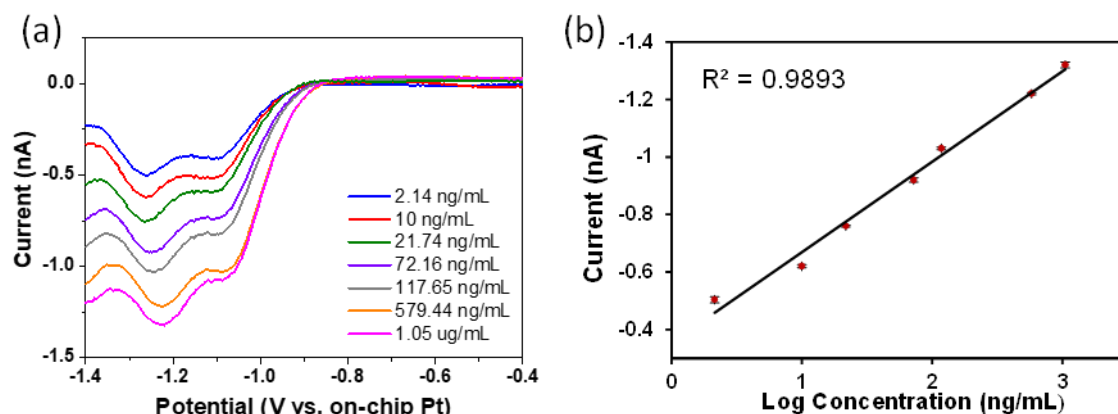 (a)
Current (nA)
0.0
-0.5
-1.0
-1.5
-1.4
-1.2
-1.0
-0.8
-0.6
-0.4
Potential (V vs. on-chip Pt)
2.14 ng/mL
10 ng/mL
21.74 ng/mL
72.16 ng/mL
117.65 ng/mL
579.44 ng/mL
1.05 ug/mL
(b)
Current (nA)
-1.4
-1.2
-1
-0.8
-0.6
-0.4
R² = 0.9893
0
1
2
3
Log Concentration (ng/mL)